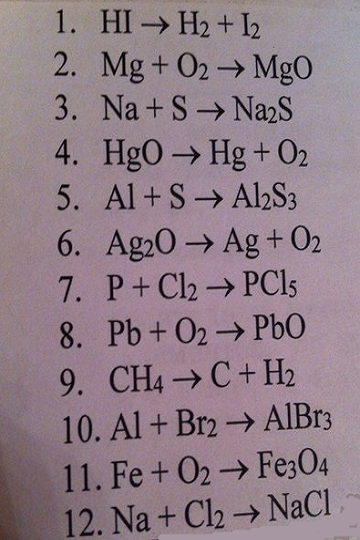 1. HI → H2 + I2
2. Mg + O2 → MgO
3. Na + S → Na2S
4. HgO → Hg + O2
5. Al + S → Al2S3
6. Ag2O → Ag + O2
7. P + Cl2 → PCl5
8. Pb + O2 → PbO
9. CH4 → C + H2
10. Al + Br2 → AlBr3
11. Fe + O2 → Fe3O4
12. Na + Cl2 → NaCl